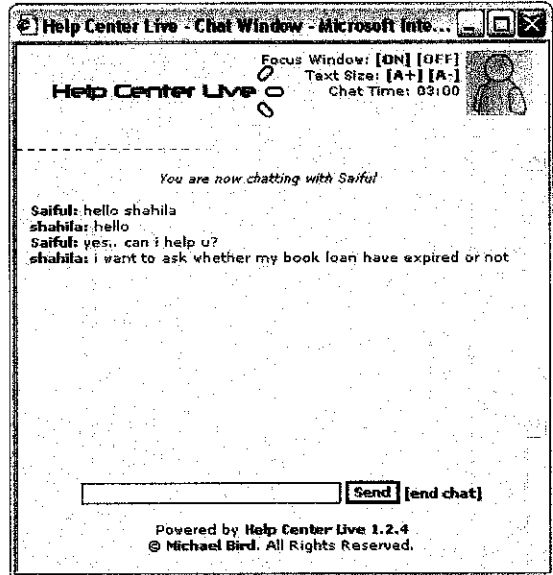 Help Center Live - Chat Window - Microsoft Inte...
Focus Window: [ON] [OFF]
Text Size: [A+] [A-]
Chat Time: 03:00
Help Center Live
You are now chatting with Saiful
Saiful: hello shahila
shahila: hello
Saiful: yes.. can i help u?
shahila: i want to ask whether my book loan have expired or not
Send [end chat]
Powered by Help Center Live 1.2.4
© Michael Bird. All Rights Reserved.